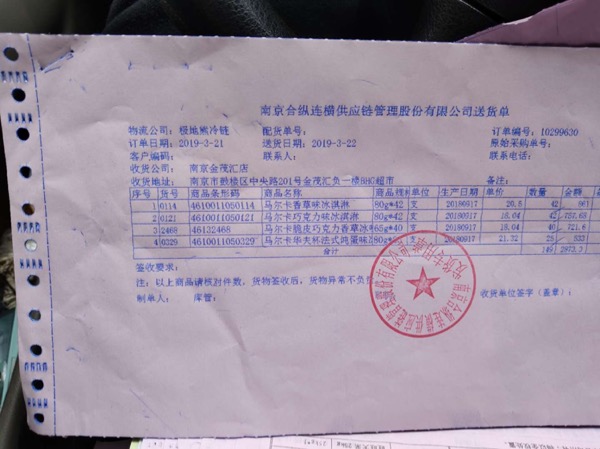 南京合纵连横供应链管理股份有限公司送货单
物流公司：极地熊冷链 配货单号： 订单编号：10299630
订单日期：2019-3-21 送货日期：2019-3-22 原始采购单号：
客户编码： 联系人： 联系电话：
收货公司：南京金茂汇店
收货地址：南京市鼓楼区中央路201号金茂汇负一楼BHG超市
序号 货号 商品条形码 商品名称 商品规格 单位 生产日期 单价 数量 金额
1 0114 4610011050114 马尔卡香草味冰淇淋 80g*42 支 20180917 20.5 42 861
2 0121 4610011050121 马尔卡巧克力味冰淇淋 80g*42 支 20180917 18.04 42 757.68
3 2468 46132468 马尔卡脆皮巧克力香草冰 80g*40 支 20180917 18.04 40 721.6
4 0329 4610011050329 马尔卡华夫杯法式炖蛋味 80g*42 支 20180917 21.32 25 533
合计 149 2873.3
签收要求：
注：以上商品请核对件数，货物签收后，货物异常不负
制单人： 库管： 收货单位签字（盖章）：